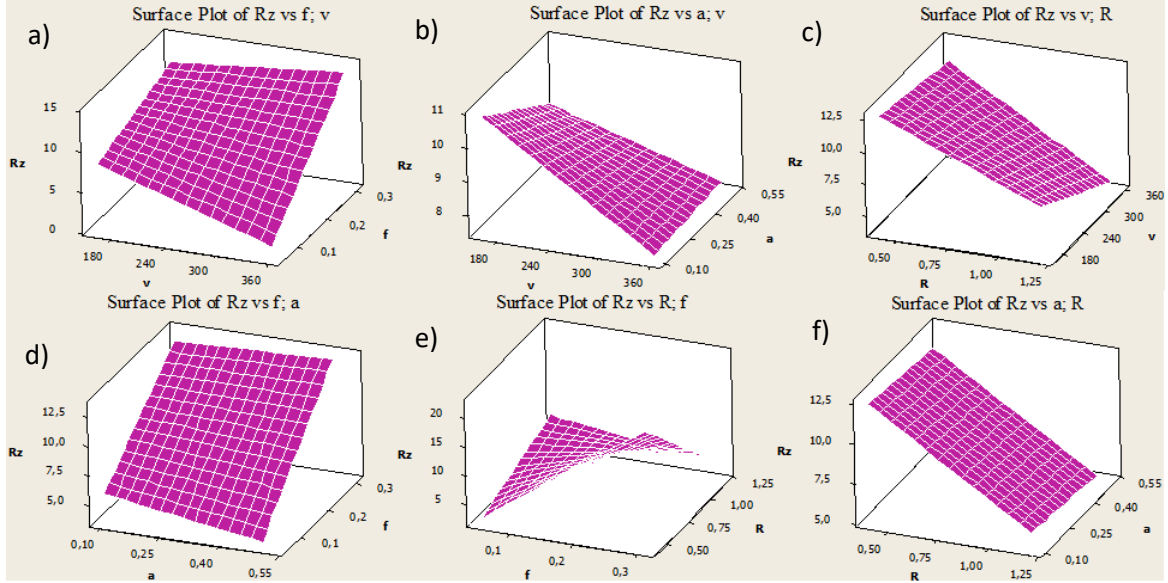 a)
Surface Plot of Rz vs f; v
15
10
Rz
5
0
180
240
300
360
v
0,1
0,2
0,3
f
b)
Surface Plot of Rz vs a; v
11
10
Rz
9
8
180
240
300
360
v
0,10
0,25
0,40
0,55
a
c)
Surface Plot of Rz vs v; R
12,5
10,0
Rz
7,5
5,0
0,50
0,75
1,00
1,25
R
180
240
300
360
v
d)
Surface Plot of Rz vs f; a
12,5
10,0
Rz
7,5
5,0
0,10
0,25
0,40
0,55
a
0,1
0,2
0,3
f
e)
Surface Plot of Rz vs R; f
20
15
Rz
10
5
0,1
0,2
0,3
f
0,50
0,75
1,00
1,25
R
f)
Surface Plot of Rz vs a; R
12,5
10,0
Rz
7,5
5,0
0,50
0,75
1,00
1,25
R
0,10
0,25
0,40
0,55
a